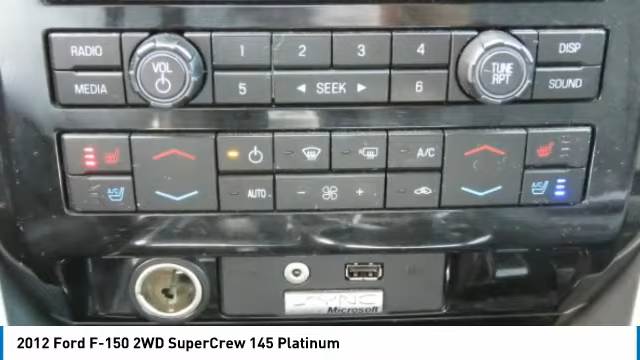 RADIO VOL 1 2 3 4 TUNE RPT DISP
MEDIA 5 SEEK 6 SOUND
A/C
A/C AUTO A/C
SYNC
Microsoft
2012 Ford F-150 2WD SuperCrew 145 Platinum